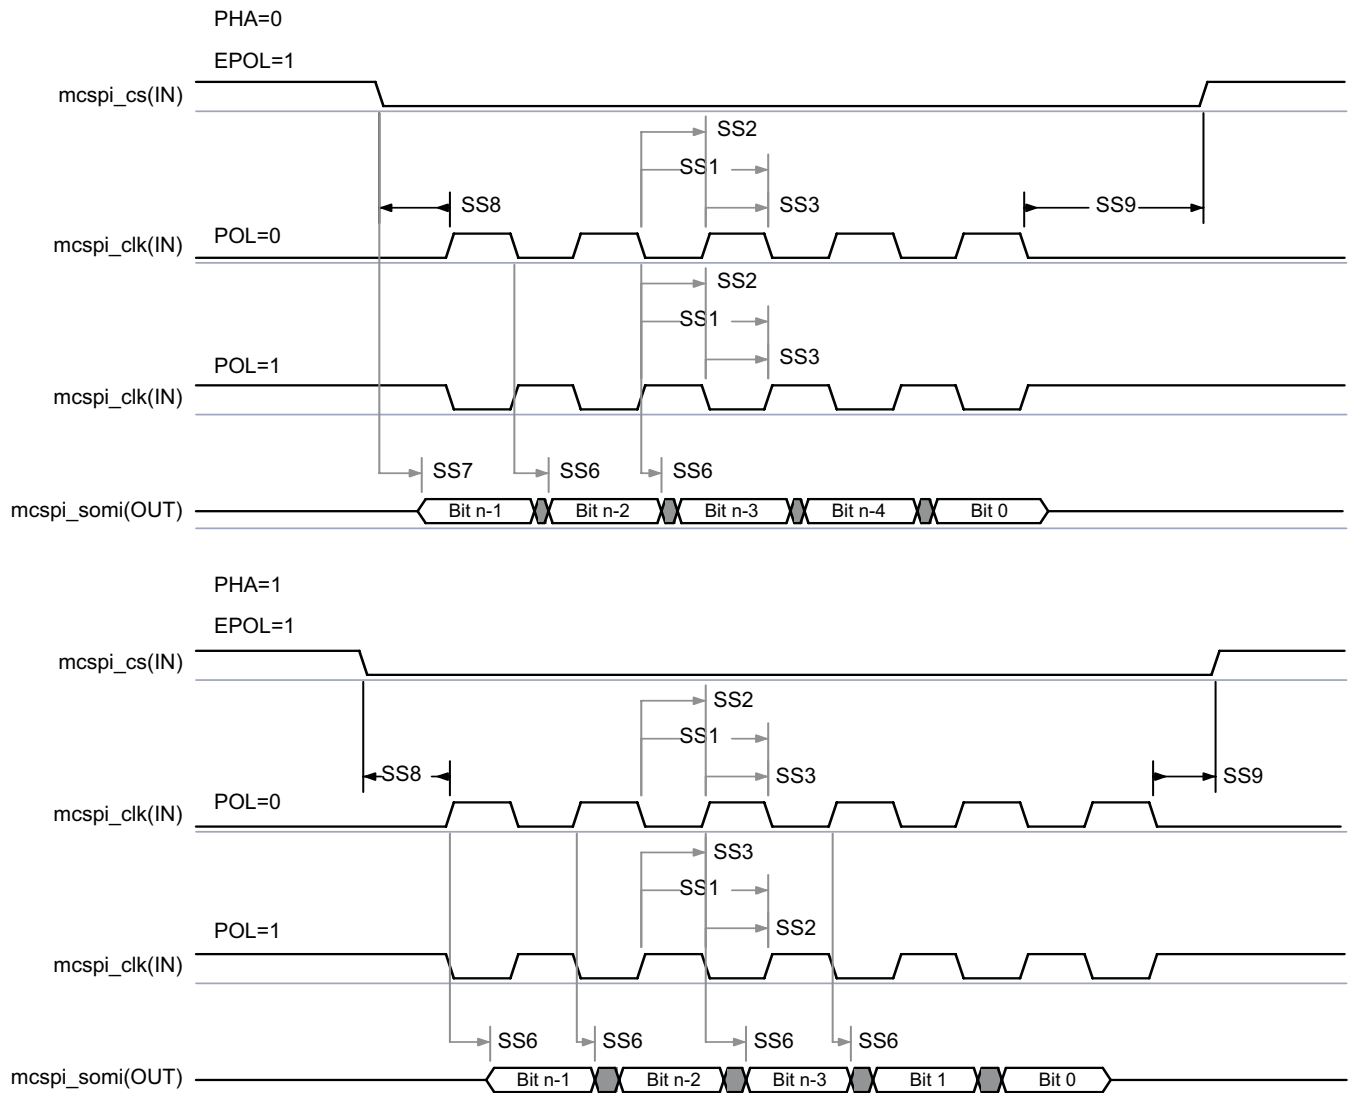 PHA=0
EPOL=1
mcspi_cs(IN)
SS2
SS1
SS8
SS3
SS9
POL=0
mcspi_clk(IN)
SS2
SS1
SS3
POL=1
mcspi_clk(IN)
SS7 SS6 SS6
mcspi_somi(OUT) Bit n-1 Bit n-2 Bit n-3 Bit n-4 Bit 0
PHA=1
EPOL=1
mcspi_cs(IN)
SS2
SS1
SS8 SS3 SS9
POL=0
mcspi_clk(IN)
SS3
SS1
SS2
POL=1
mcspi_clk(IN)
SS6 SS6 SS6 SS6
mcspi_somi(OUT) Bit n-1 Bit n-2 Bit n-3 Bit 1 Bit 0